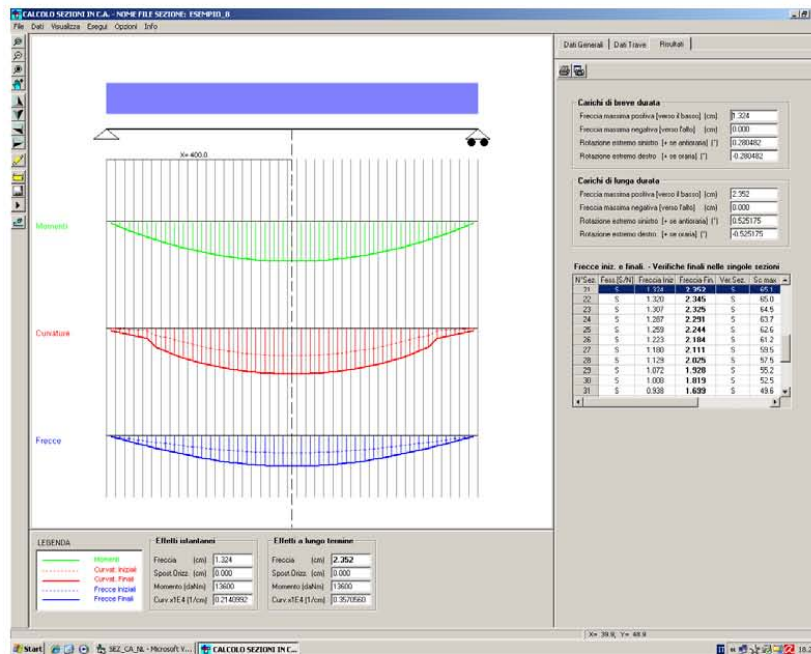 CALCOLO SEZIONI IN C.A. - NOME FILE SEZIONE: ESEMPIO_8
File Dati Visualizza Esegui Opzioni Info
Dati Generali Dati Trave Risultati
X= 400.0
Momenti
Curvature
Frecce
Carichi di breve durata
Freccia massima positiva [verso il basso] (cm) 1.324
Freccia massima negativa [verso l'alto] (cm) 0.000
Rotazione estremo sinistro [+ se antioraria] (°) 0.280482
Rotazione estremo destro [+ se oraria] (°) -0.280482
Carichi di lunga durata
Freccia massima positiva [verso il basso] (cm) 2.352
Freccia massima negativa [verso l'alto] (cm) 0.000
Rotazione estremo sinistro [+ se antioraria] (°) 0.525175
Rotazione estremo destro [+ se oraria] (°) -0.525175
Frecce iniz. e finali. - Verifiche finali nelle singole sezioni
N°Sez. Fess.[S/N] Freccia Iniz Freccia Fin. Ver.Sez. Sc max
21 S 1.324 2.352 S 65.1
22 S 1.320 2.345 S 65.0
23 S 1.307 2.325 S 64.5
24 S 1.287 2.291 S 63.7
25 S 1.259 2.244 S 62.6
26 S 1.223 2.184 S 61.2
27 S 1.180 2.111 S 59.5
28 S 1.129 2.025 S 57.5
29 S 1.072 1.928 S 55.2
30 S 1.008 1.819 S 52.5
31 S 0.938 1.699 S 49.6
LEGENDA
Momenti
Curvat. Iniziali
Curvat. Finali
Frecce Iniziali
Frecce Finali
Effetti istantanei
Freccia (cm) 1.324
Spost.Orizz. (cm) 0.000
Momento (daNm) 13600
Curv.x1E4 (1/cm) 0.2140992
Effetti a lungo termine
Freccia (cm) 2.352
Spost.Orizz. (cm) 0.000
Momento (daNm) 13600
Curv.x1E4 (1/cm) 0.3570560
X= 39.9, Y= 48.8
Start SEZ_CA_NL - Microsoft V... CALCOLO SEZIONI IN C...